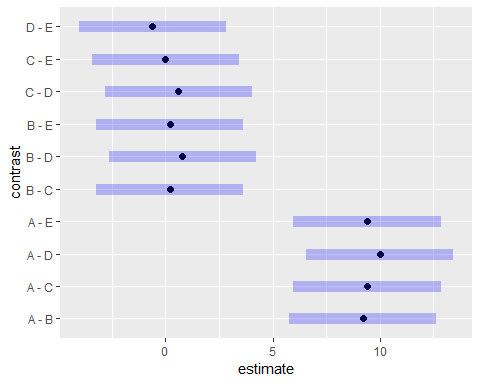 D - E
C - E
C - D
B - E
B - D
B - C
A - E
A - D
A - C
A - B
contrast
0 5 10
estimate